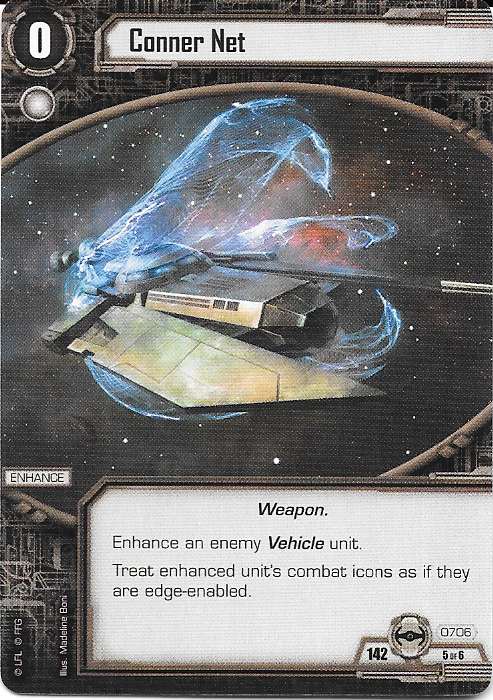 0
Conner Net
ENHANCE
Weapon.
Enhance an enemy Vehicle unit.
Treat enhanced unit's combat icons as if they
are edge-enabled.
© LFL © FFG
Illus. Madeline Boni
142
0706
5 OF 6